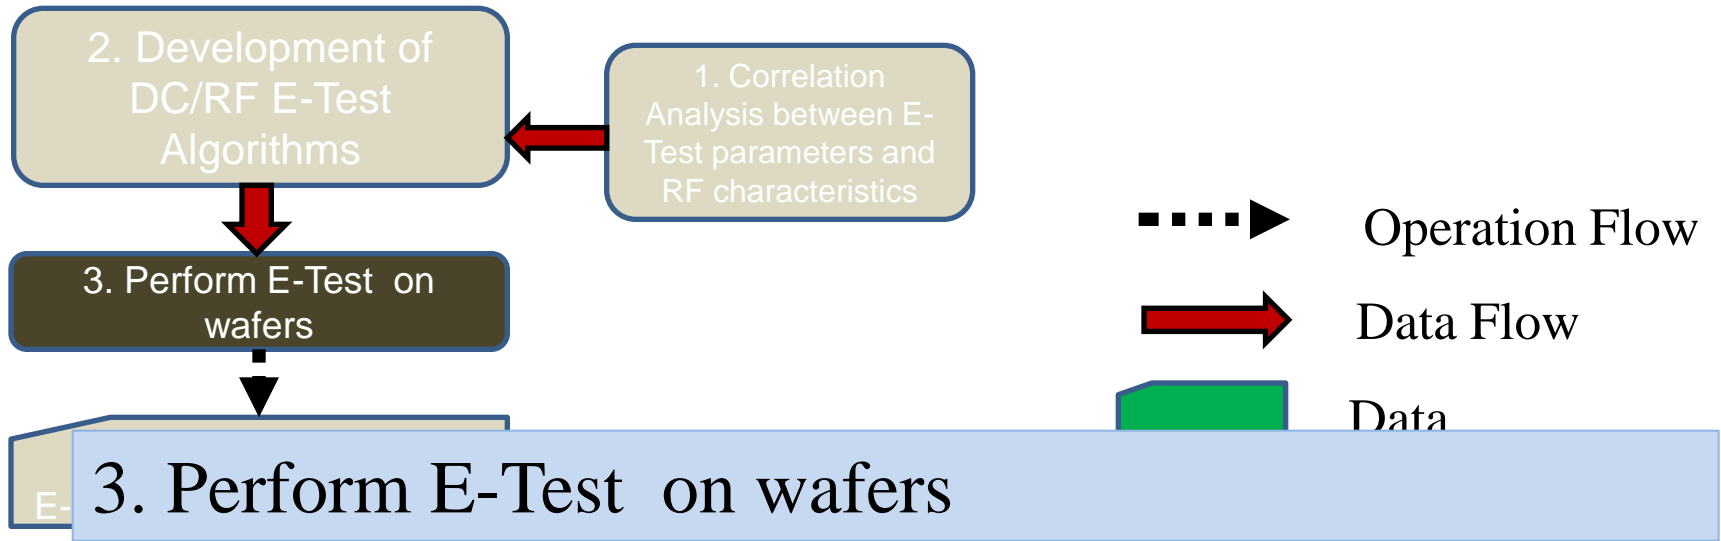 2. Development of
DC/RF E-Test
Algorithms
1. Correlation
Analysis between E-
Test parameters and
RF characteristics
3. Perform E-Test on
wafers
Operation Flow
Data Flow
Data
E-
3. Perform E-Test on wafers